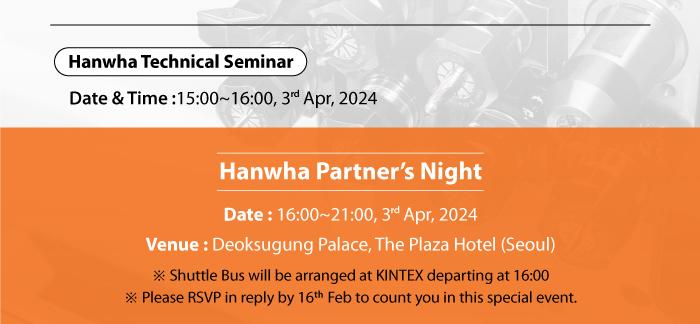 Hanwha Technical Seminar
Date & Time :15:00~16:00, 3rd Apr, 2024
Hanwha Partner’s Night
Date : 16:00~21:00, 3rd Apr, 2024
Venue : Deoksugung Palace, The Plaza Hotel (Seoul)
※ Shuttle Bus will be arranged at KINTEX departing at 16:00
※ Please RSVP in reply by 16th Feb to count you in this special event.